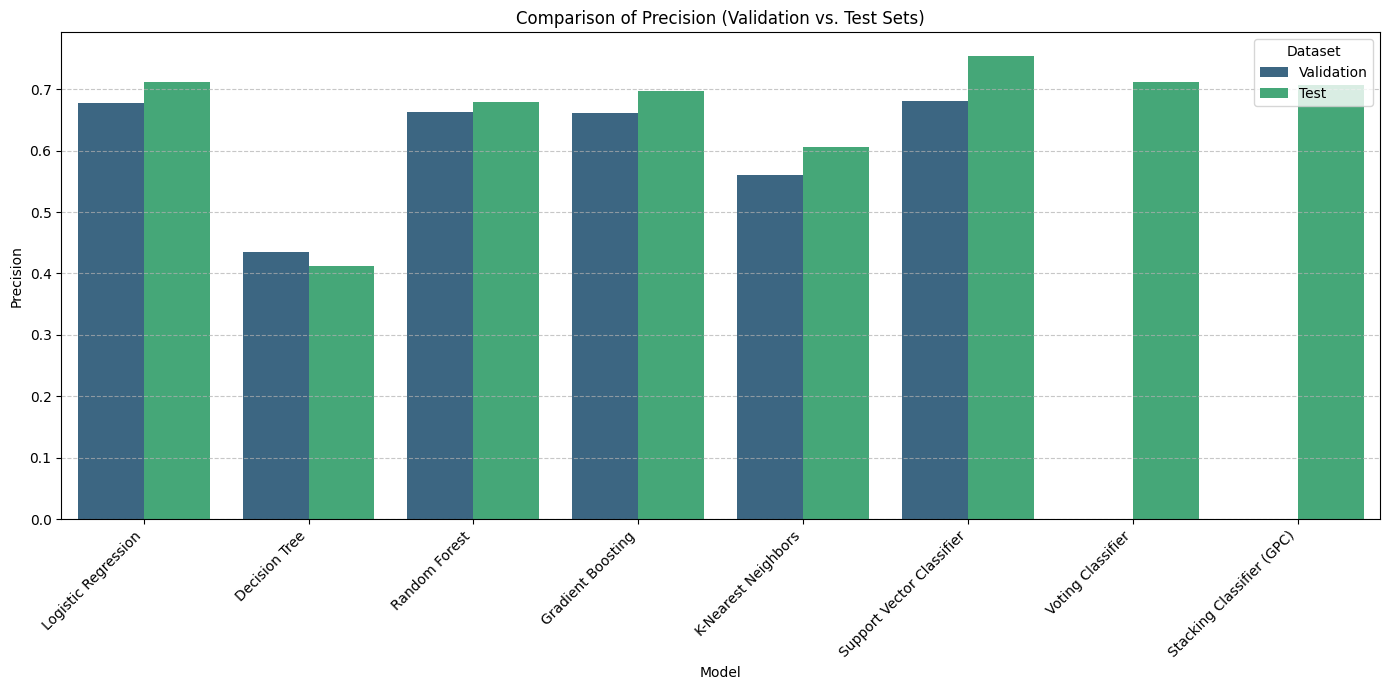 Comparison of Precision (Validation vs. Test Sets)
Dataset
Validation
Test
Precision
0.7
0.6
0.5
0.4
0.3
0.2
0.1
0.0
Logistic Regression
Decision Tree
Random Forest
Gradient Boosting
K-Nearest Neighbors
Support Vector Classifier
Voting Classifier
Stacking Classifier (GPC)
Model